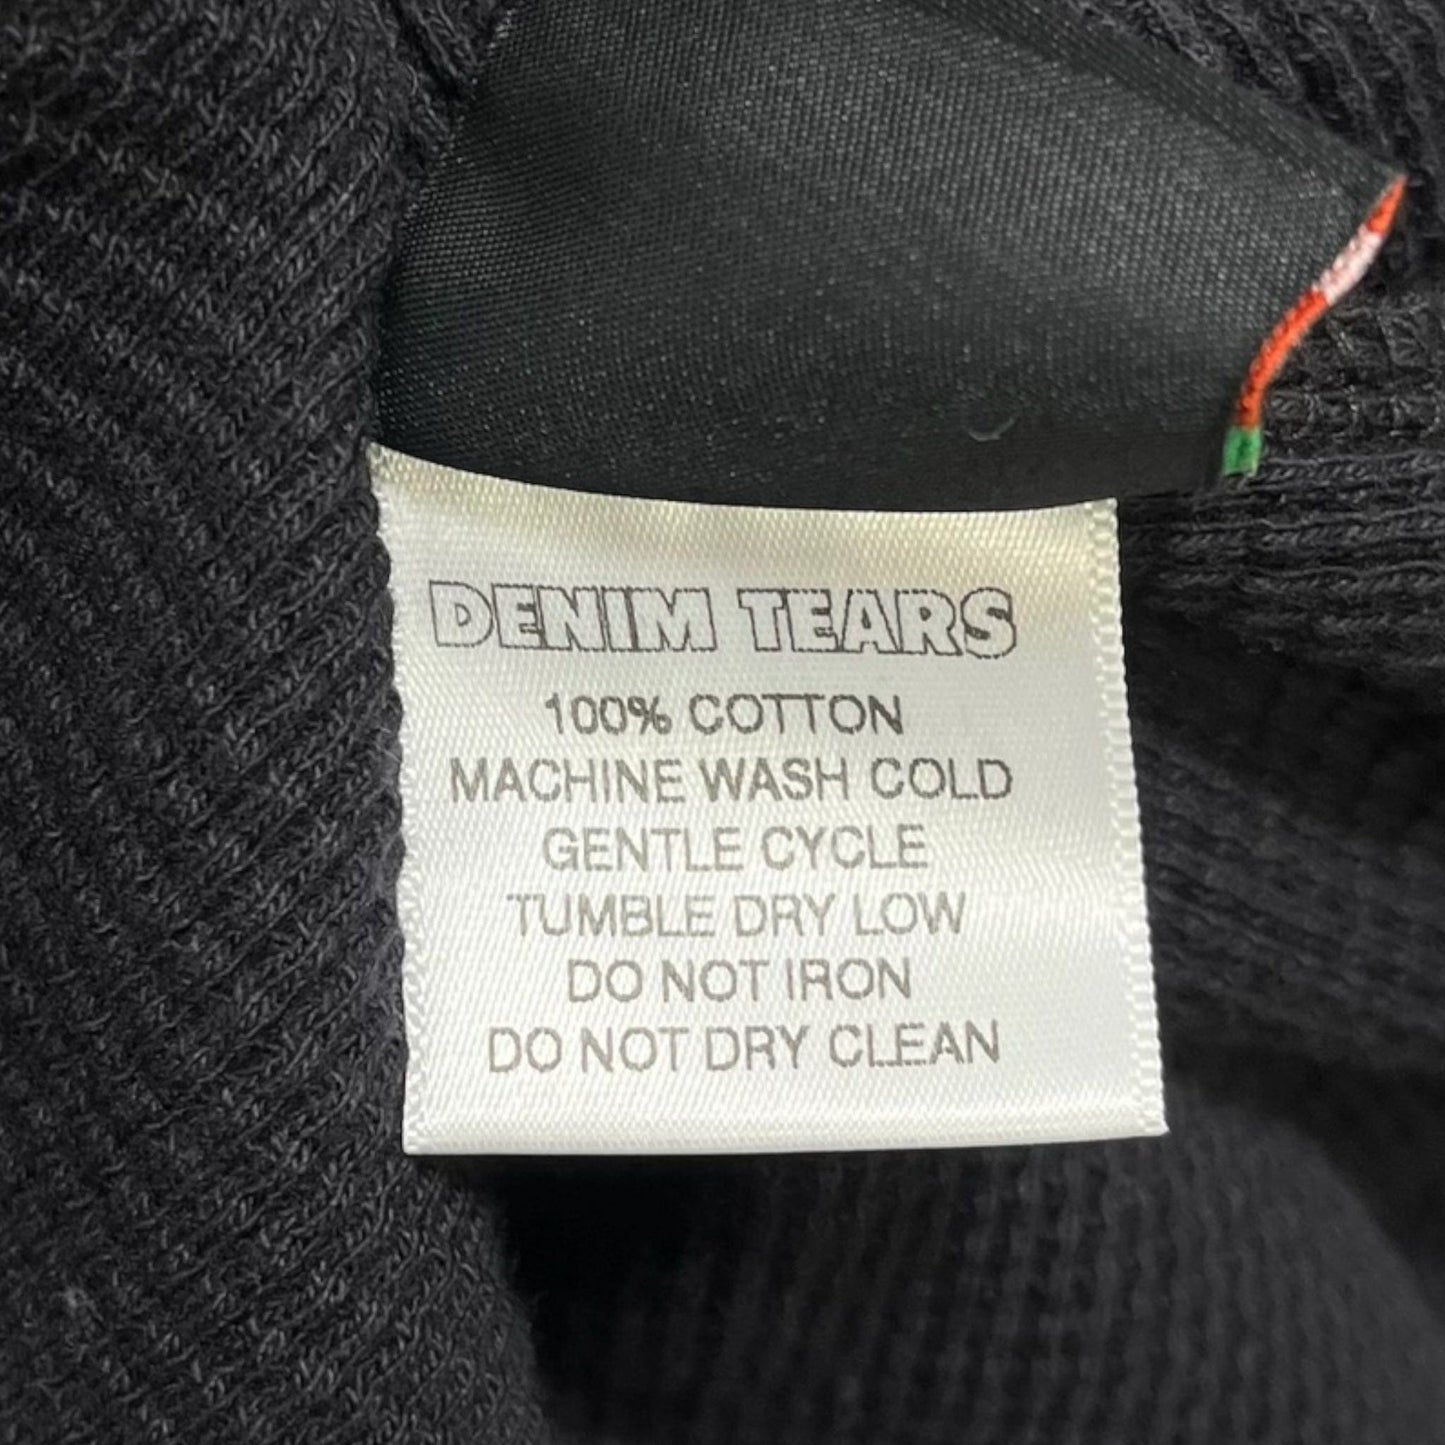 DENIM TEARS
100% COTTON
MACHINE WASH COLD
GENTLE CYCLE
TUMBLE DRY LOW
DO NOT IRON
DO NOT DRY CLEAN